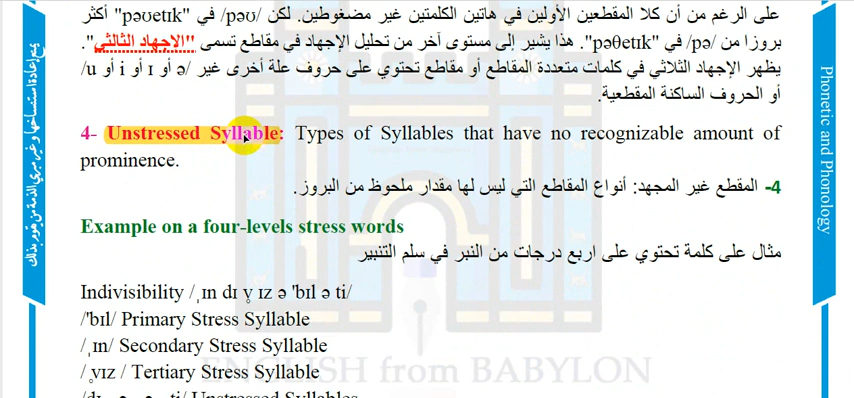 على الرغم من أن كلا المقطعين الأولين في هاتين الكلمتين غير مضغوطين. لكن /pəʊ/ في "pəʊetɪk" أكثر
بروزا من /pə/ في "pəθetɪk". هذا يشير إلى مستوى آخر من تحليل الإجهاد في مقاطع تسمى "الإجهاد الثالثي".
يظهر الإجهاد الثلاثي في كلمات متعددة المقاطع أو مقاطع تحتوي على حروف علة أخرى غير /ə أو ɪ أو i أو u/
أو الحروف الساكنة المقطعية.
4- Unstressed Syllable: Types of Syllables that have no recognizable amount of
prominence.
4- المقطع غير المجهد: أنواع المقاطع التي ليس لها مقدار ملحوظ من البروز.
Example on a four-levels stress words
مثال على كلمة تحتوي على اربع درجات من النبر في سلم التنبير
Indivisibility /ˌɪn dɪ v̥ ɪz ə ˈbɪl ə ti/
/ˈbɪl/ Primary Stress Syllable
/ˌɪn/ Secondary Stress Syllable
/˳vɪz / Tertiary Stress Syllable
Unstressed Syllables
ENGLISH from BABYLON
Phonetic and Phonology